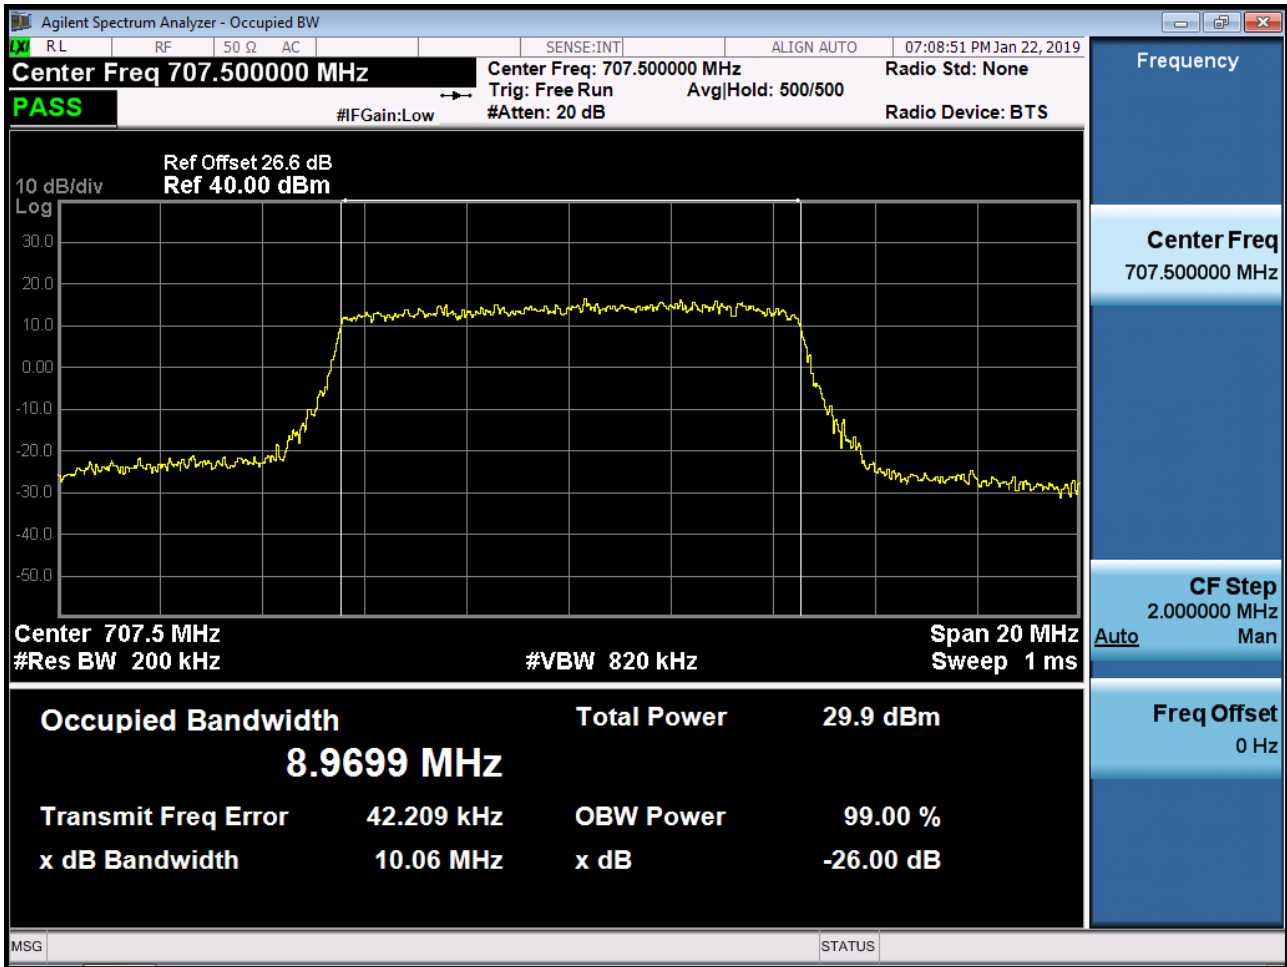 Agilent Spectrum Analyzer - Occupied BW
LXI RL RF 50 Ω AC SENSE:INT ALIGN AUTO 07:08:51 PM Jan 22, 2019
Center Freq 707.500000 MHz
Center Freq: 707.500000 MHz
Radio Std: None
Trig: Free Run Avg|Hold: 500/500
PASS
#IFGain:Low
#Atten: 20 dB
Radio Device: BTS
Ref Offset 26.6 dB
10 dB/div Ref 40.00 dBm
Log
30.0
20.0
10.0
0.00
-10.0
-20.0
-30.0
-40.0
-50.0
Center 707.5 MHz Span 20 MHz
#Res BW 200 kHz #VBW 820 kHz Sweep 1 ms
Occupied Bandwidth Total Power 29.9 dBm
8.9699 MHz
Transmit Freq Error 42.209 kHz OBW Power 99.00 %
x dB Bandwidth 10.06 MHz x dB -26.00 dB
MSG STATUS
Frequency
Center Freq
707.500000 MHz
CF Step
2.000000 MHz
Auto Man
Freq Offset
0 Hz